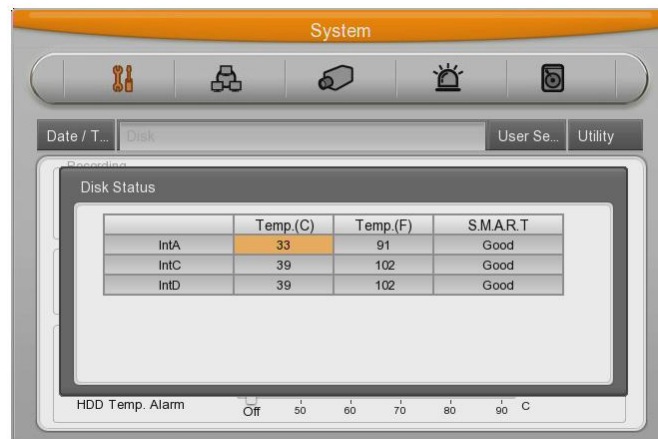 System
Date / T... Disk User Se... Utility
Recording
Disk Status
Temp.(C) Temp.(F) S.M.A.R.T
IntA 33 91 Good
IntC 39 102 Good
IntD 39 102 Good
HDD Temp. Alarm Off 50 60 70 80 90 C